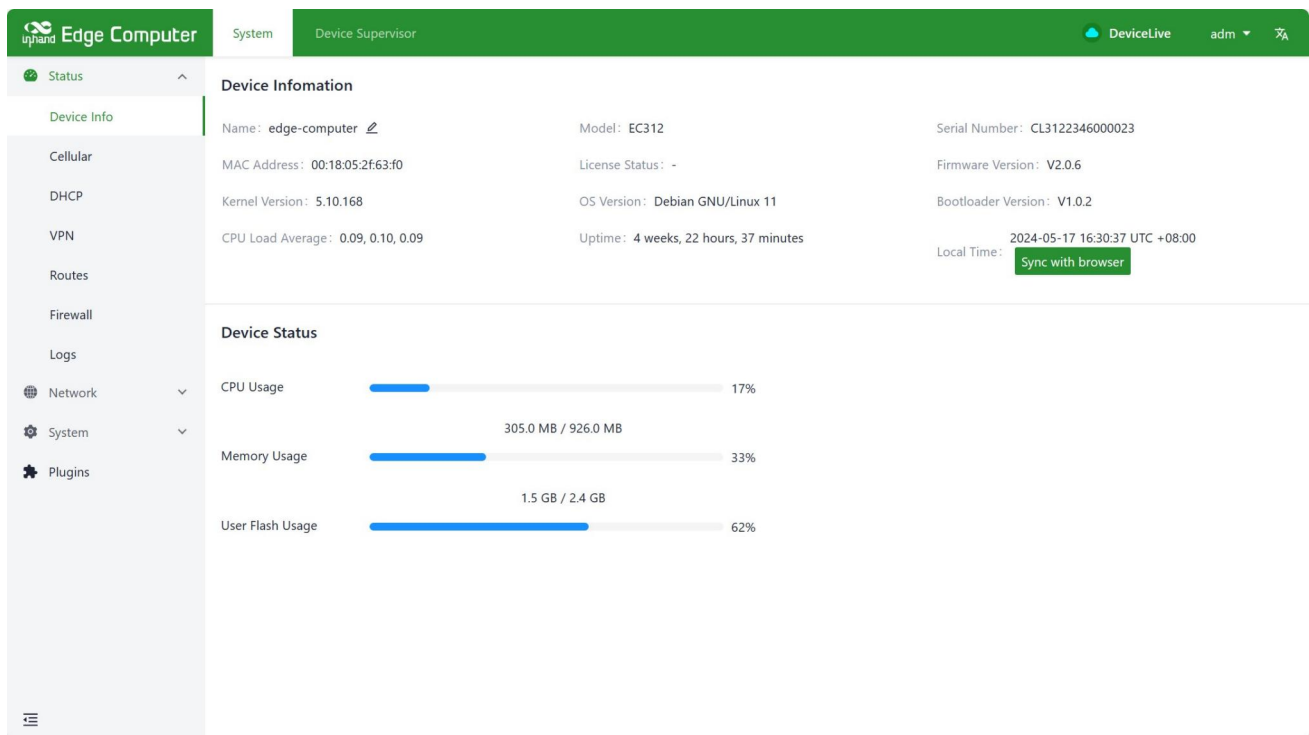 inhand Edge Computer
System
Device Supervisor
DeviceLive
adm
Status
Device Info
Cellular
DHCP
VPN
Routes
Firewall
Logs
Network
System
Plugins
Device Infomation
Name: edge-computer
Model: EC312
Serial Number: CL3122346000023
MAC Address: 00:18:05:2f:63:f0
License Status: -
Firmware Version: V2.0.6
Kernel Version: 5.10.168
OS Version: Debian GNU/Linux 11
Bootloader Version: V1.0.2
CPU Load Average: 0.09, 0.10, 0.09
Uptime: 4 weeks, 22 hours, 37 minutes
Local Time: 2024-05-17 16:30:37 UTC +08:00
Sync with browser
Device Status
CPU Usage 17%
305.0 MB / 926.0 MB
Memory Usage 33%
1.5 GB / 2.4 GB
User Flash Usage 62%